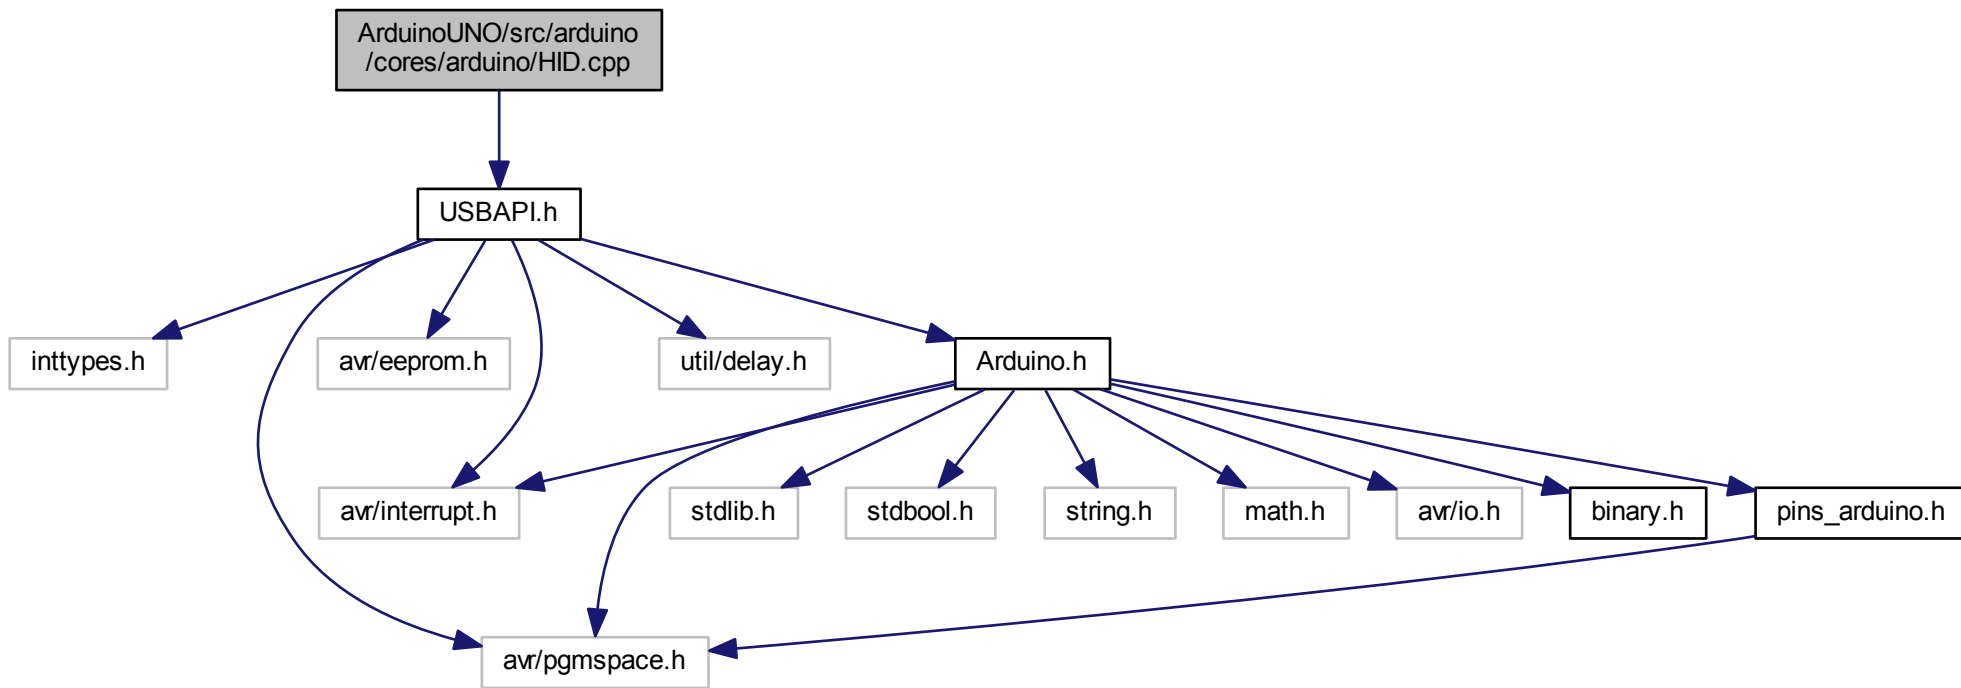 ArduinoUNO/src/arduino
/cores/arduino/HID.cpp
USBAPI.h
inttypes.h
avr/eeprom.h
util/delay.h
Arduino.h
avr/interrupt.h
stdlib.h
stdbool.h
string.h
math.h
avr/io.h
binary.h
pins_arduino.h
avr/pgmspace.h